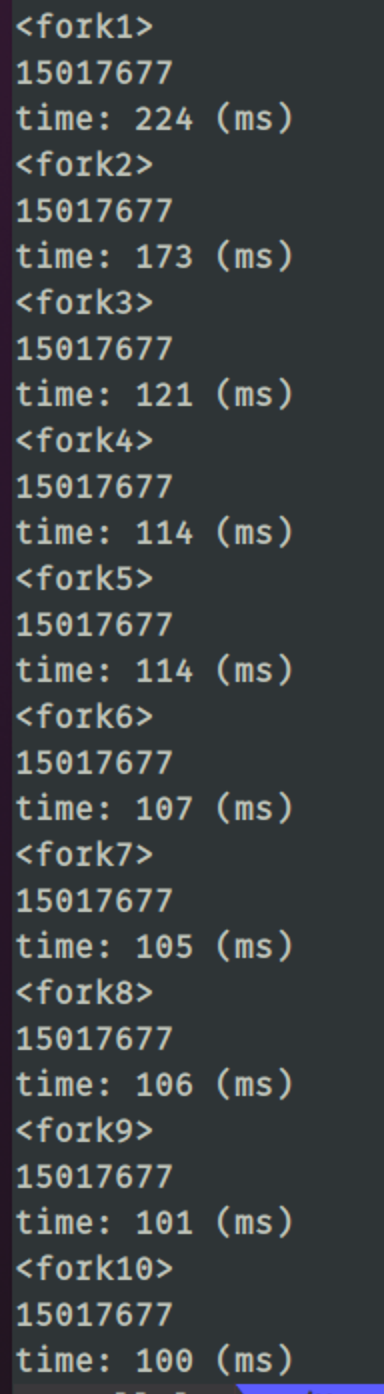 <fork1>
15017677
time: 224 (ms)
<fork2>
15017677
time: 173 (ms)
<fork3>
15017677
time: 121 (ms)
<fork4>
15017677
time: 114 (ms)
<fork5>
15017677
time: 114 (ms)
<fork6>
15017677
time: 107 (ms)
<fork7>
15017677
time: 105 (ms)
<fork8>
15017677
time: 106 (ms)
<fork9>
15017677
time: 101 (ms)
<fork10>
15017677
time: 100 (ms)